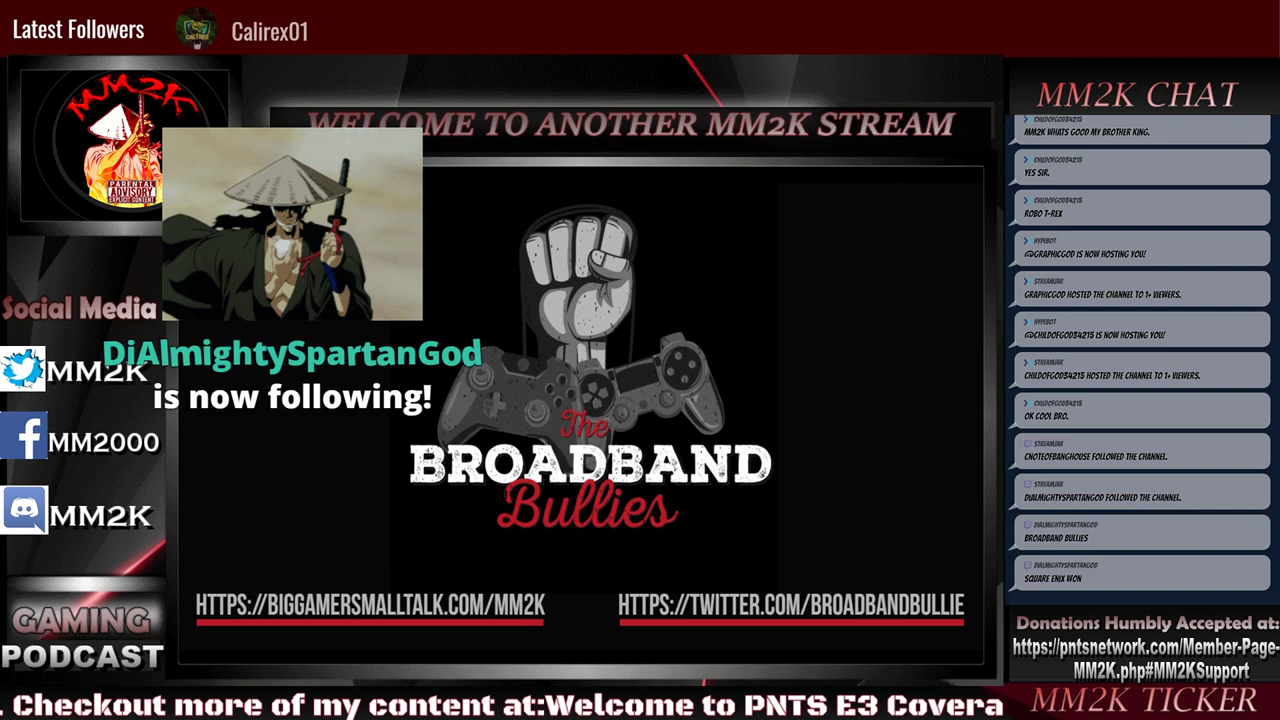 Latest Followers
Calirex01
MM2K
PARENTAL
ADVISORY
EXPLICIT CONTENT
WELCOME TO ANOTHER MM2K STREAM
DiAlmightySpartanGod
is now following!
Social Media
MM2K
MM2000
MM2K
GAMING
PODCAST
The
BROADBAND
Bullies
HTTPS://BIGGAMERSMALLTALK.COM/MM2K
HTTPS://TWITTER.COM/BROADBANDBULLIE
MM2K CHAT
CHILDOFGOD34215
MM2K WHATS GOOD MY BROTHER KING.
CHILDOFGOD34215
YES SIR.
CHILDOFGOD34215
ROBO T-REX
HYPEBOT
@GRAPHICGOD IS NOW HOSTING YOU!
STREAMJAR
GRAPHICGOD HOSTED THE CHANNEL TO 1+ VIEWERS.
HYPEBOT
@CHILDOFGOD34215 IS NOW HOSTING YOU!
STREAMJAR
CHILDOFGOD34215 HOSTED THE CHANNEL TO 1+ VIEWERS.
CHILDOFGOD34215
OK COOL BRO.
STREAMJAR
CNOTEOFBANGHOUSE FOLLOWED THE CHANNEL.
STREAMJAR
DIALMIGHTYSPARTANGOD FOLLOWED THE CHANNEL.
DIALMIGHTYSPARTANGOD
BROADBAND BULLIES
DIALMIGHTYSPARTANGOD
SQUARE ENIX WON
Donations Humbly Accepted at:
https://pntsnetwork.com/Member-Page-
MM2K.php#MM2KSupport
. Checkout more of my content at:Welcome to PNTS E3 Covera
MM2K TICKER